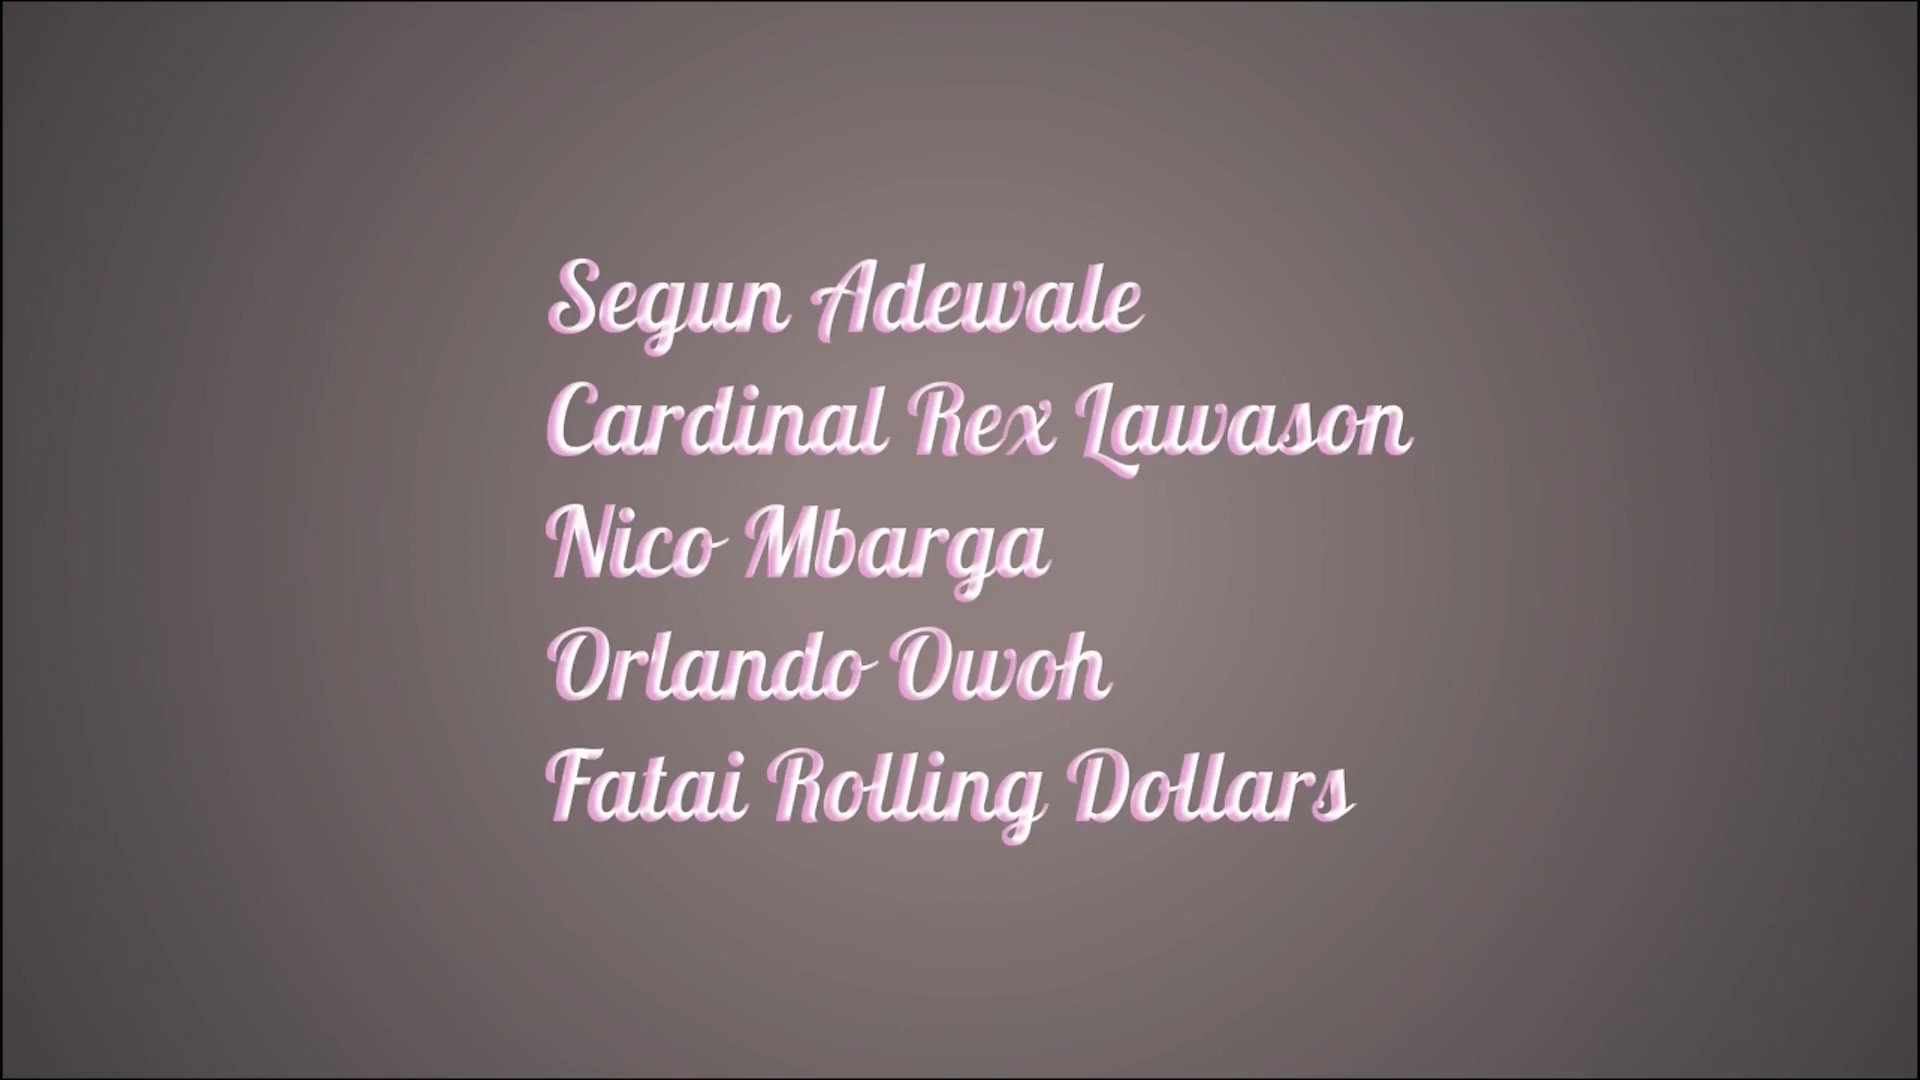 Segun Adewale
Cardinal Rex Lawason
Nico Mbarga
Orlando Owoh
Fatai Rolling Dollars